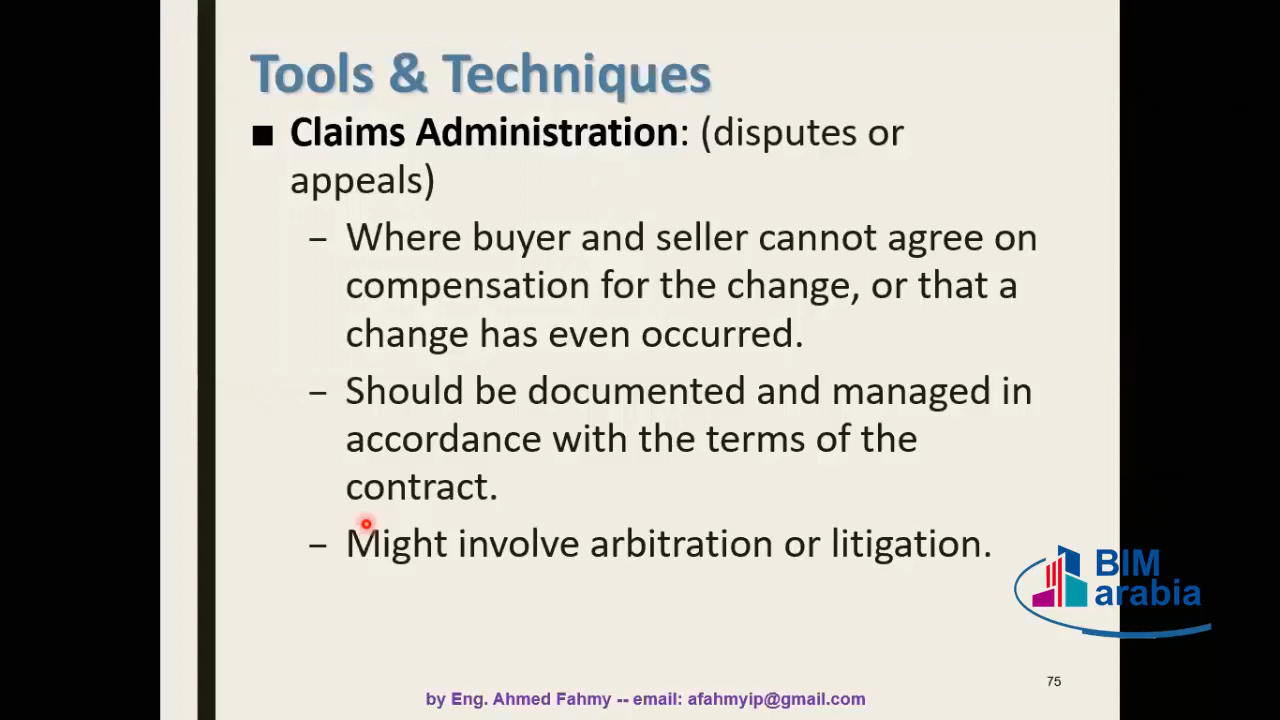 Tools & Techniques
■ Claims Administration: (disputes or
appeals)
– Where buyer and seller cannot agree on
compensation for the change, or that a
change has even occurred.
– Should be documented and managed in
accordance with the terms of the
contract.
– Might involve arbitration or litigation.
BIM
arabia
75
by Eng. Ahmed Fahmy -- email: afahmyip@gmail.com